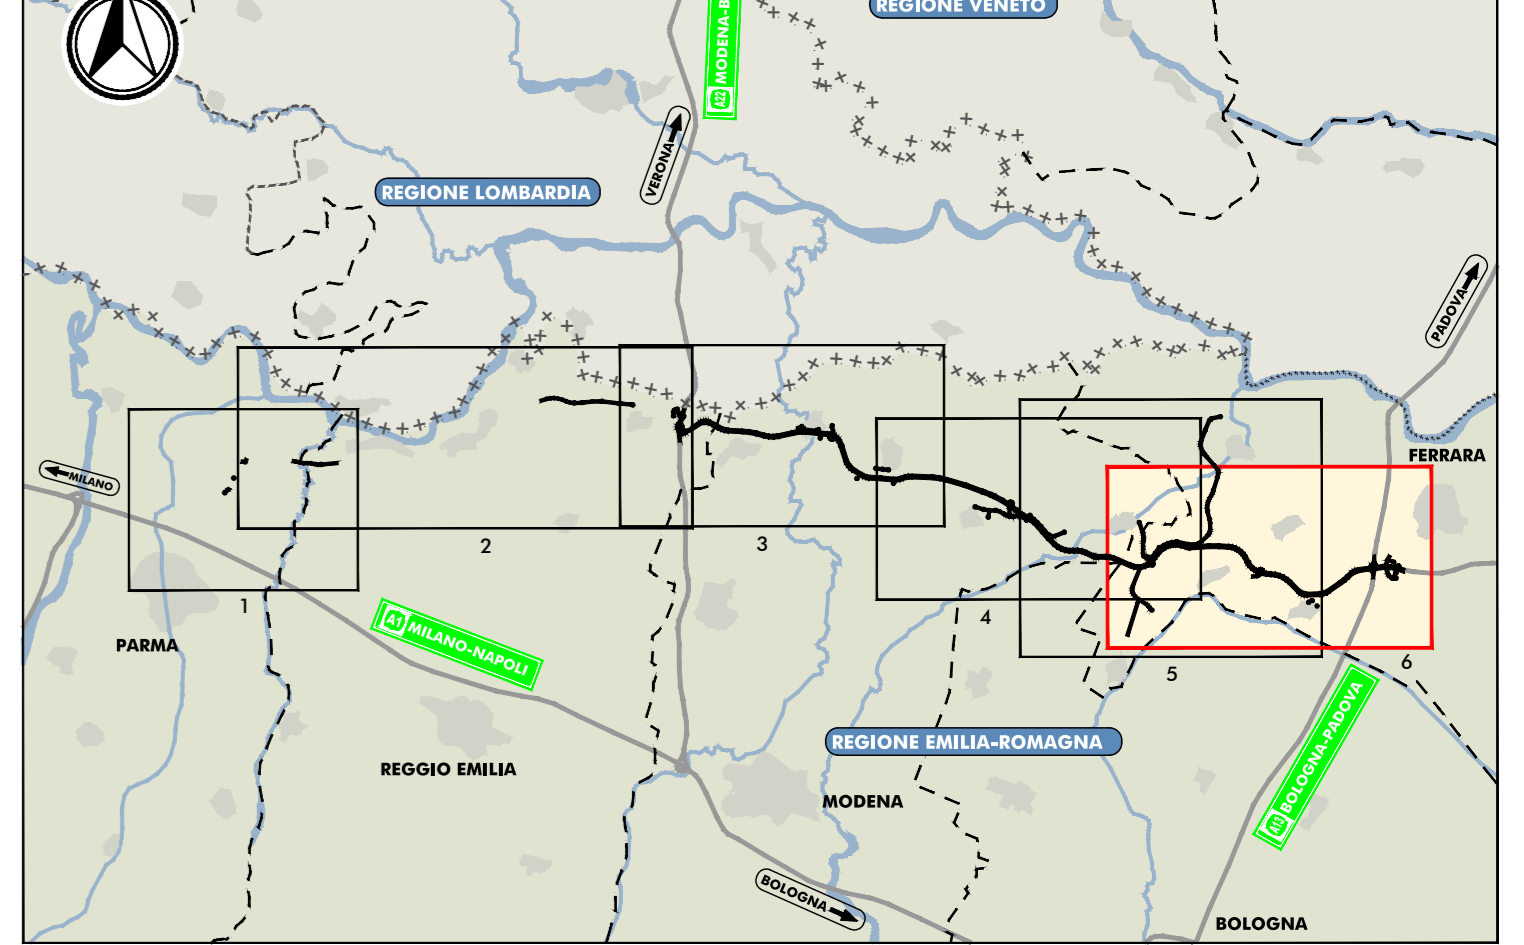 REGIONE VENETO
A22 MODENA-B
VERONA
REGIONE LOMBARDIA
PADOVA
FERRARA
MILANO
2
3
1
4
PARMA
A1 MILANO-NAPOLI
5
6
REGIONE EMILIA-ROMAGNA
A13 BOLOGNA-PADOVA
REGGIO EMILIA
MODENA
BOLOGNA
BOLOGNA